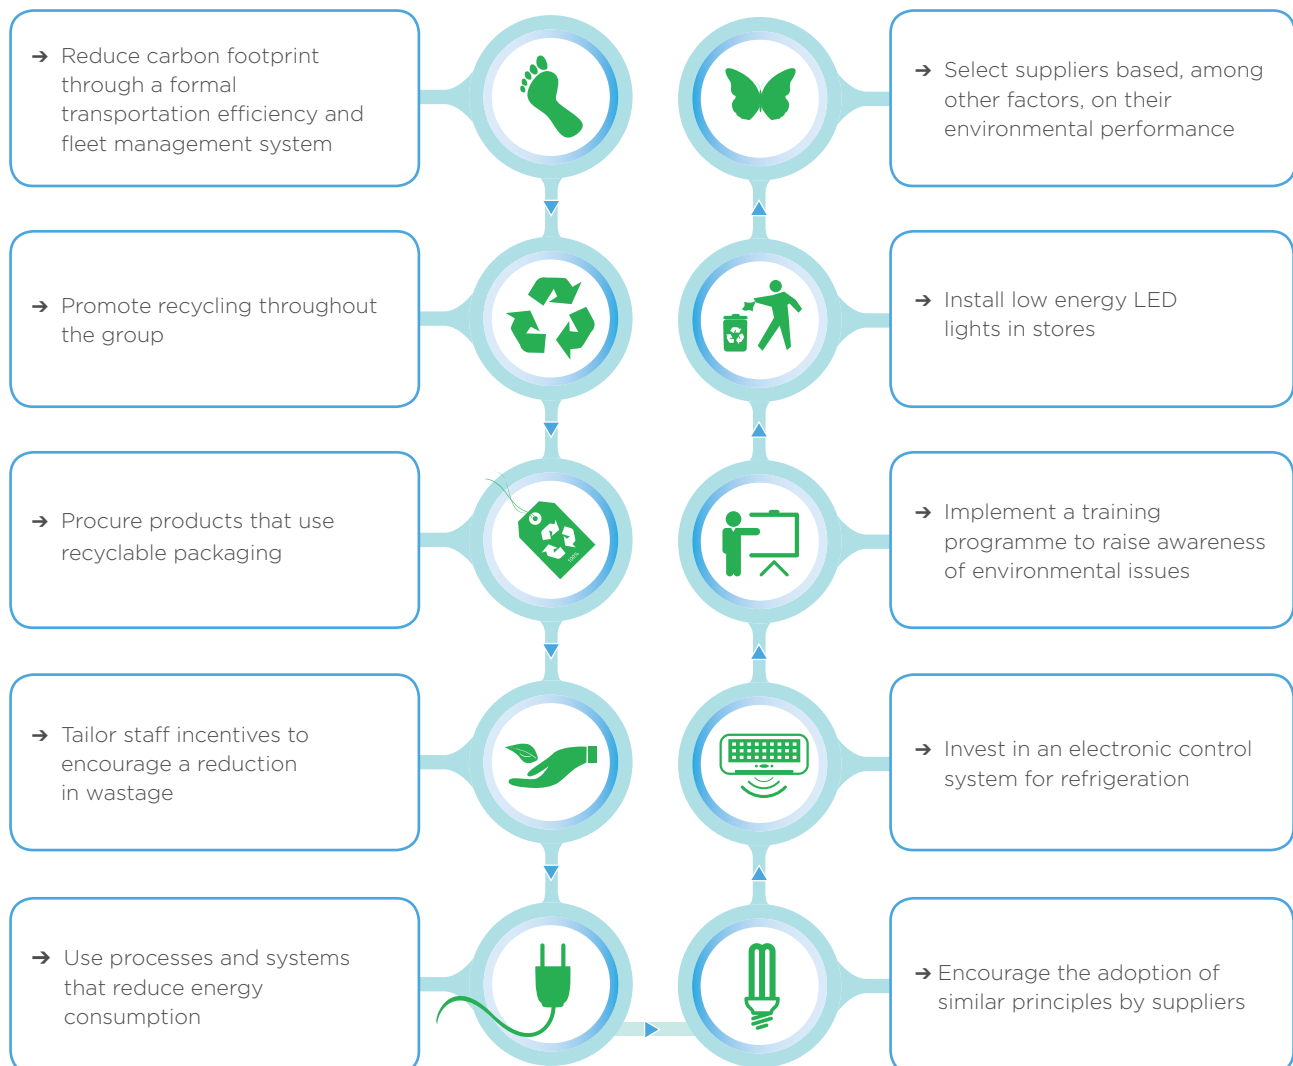 ➔ Reduce carbon footprint
through a formal
transportation efficiency and
fleet management system
➔ Promote recycling throughout
the group
➔ Procure products that use
recyclable packaging
100%
➔ Tailor staff incentives to
encourage a reduction
in wastage
➔ Use processes and systems
that reduce energy
consumption
➔ Select suppliers based, among
other factors, on their
environmental performance
➔ Install low energy LED
lights in stores
➔ Implement a training
programme to raise awareness
of environmental issues
➔ Invest in an electronic control
system for refrigeration
➔ Encourage the adoption of
similar principles by suppliers